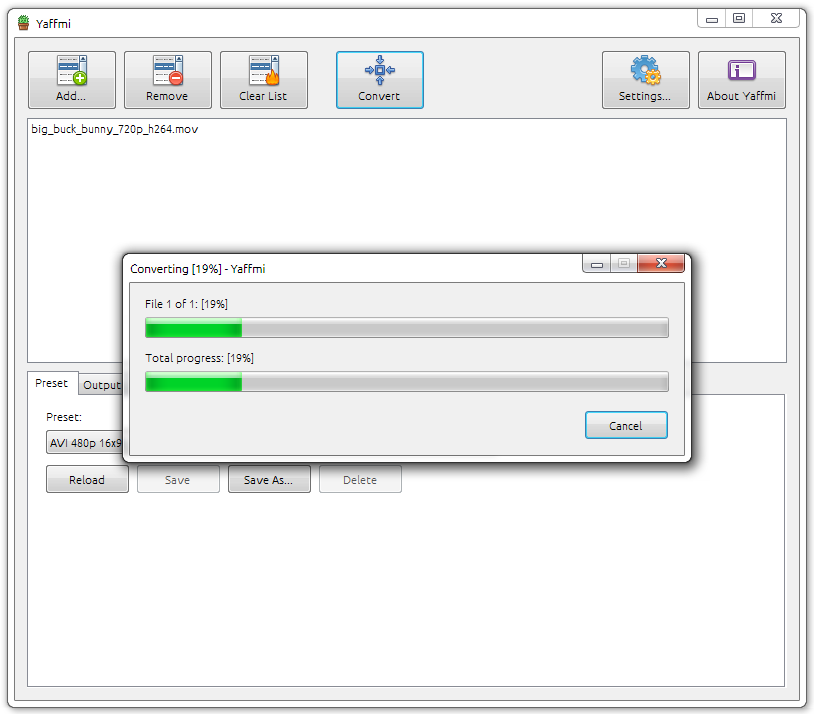 Yaffmi
Add... Remove Clear List Convert Settings... About Yaffmi
big_buck_bunny_720p_h264.mov
Converting [19%] - Yaffmi
File 1 of 1: [19%]
Total progress: [19%]
Cancel
Preset Output
Preset:
AVI 480p 16x9
Reload Save Save As... Delete